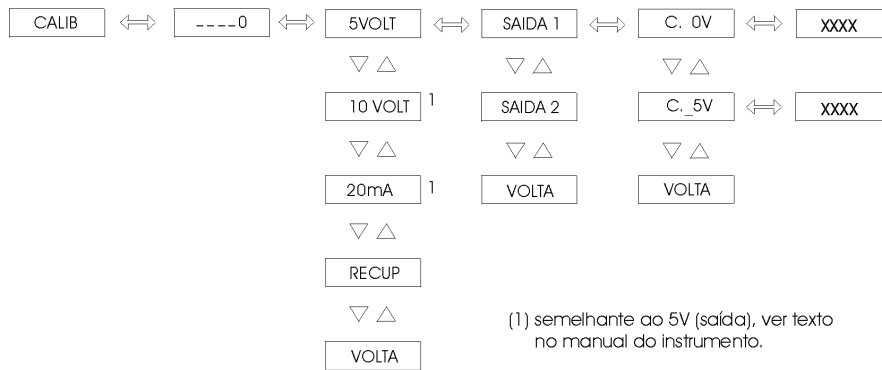 CALIB ----0 5VOLT SAIDA 1 C. 0V XXXX
10 VOLT 1 SAIDA 2 C._5V XXXX
20mA 1 VOLTA VOLTA
RECUP
(1) semelhante ao 5V (saída), ver texto
no manual do instrumento.
VOLTA